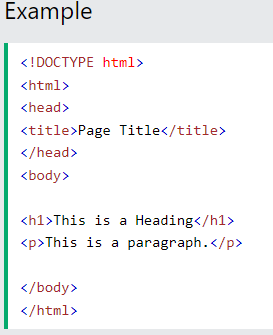 Example
<!DOCTYPE html>
<html>
<head>
<title>Page Title</title>
</head>
<body>
<h1>This is a Heading</h1>
<p>This is a paragraph.</p>
</body>
</html>